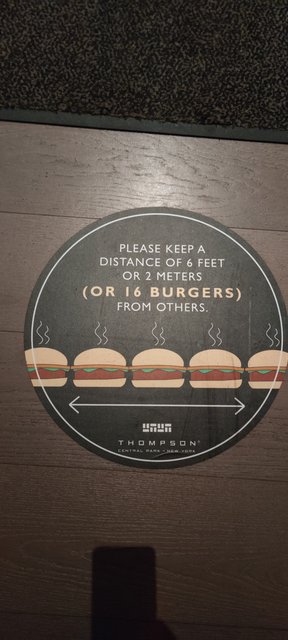 PLEASE KEEP A
DISTANCE OF 6 FEET
OR 2 METERS
(OR 16 BURGERS)
FROM OTHERS.
THOMPSON®
CENTRAL PARK • NEW YORK